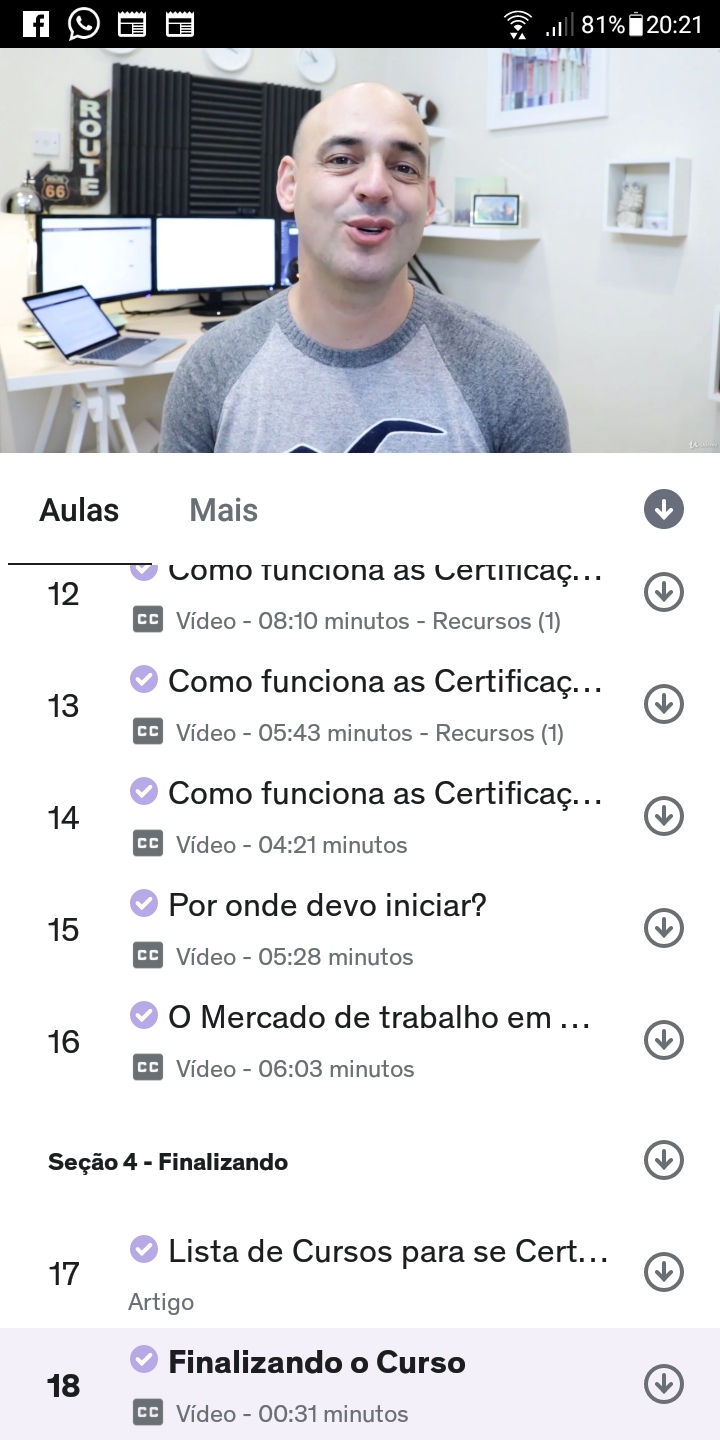 81% 20:21
ROUTE
66
Aulas Mais
12 Como funciona as Certificaç...
CC Vídeo - 08:10 minutos - Recursos (1)
13 Como funciona as Certificaç...
CC Vídeo - 05:43 minutos - Recursos (1)
14 Como funciona as Certificaç...
CC Vídeo - 04:21 minutos
15 Por onde devo iniciar?
CC Vídeo - 05:28 minutos
16 O Mercado de trabalho em ...
CC Vídeo - 06:03 minutos
Seção 4 - Finalizando
17 Lista de Cursos para se Cert...
Artigo
18 Finalizando o Curso
CC Vídeo - 00:31 minutos